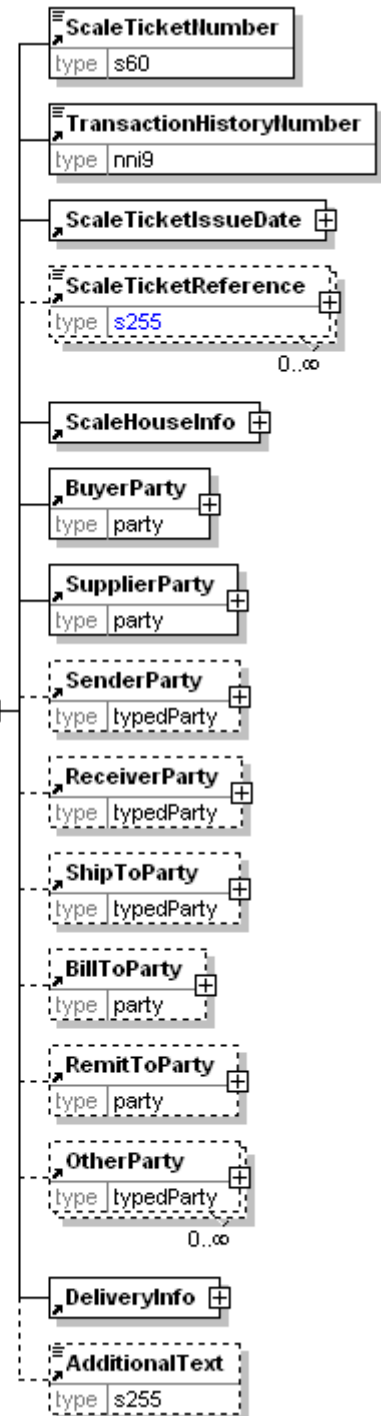 ScaleTicketNumber
type s60
TransactionHistoryNumber
type nni9
ScaleTicketIssueDate
ScaleTicketReference
type s255
0..∞
ScaleHouseInfo
BuyerParty
type party
SupplierParty
type party
SenderParty
type typedParty
ReceiverParty
type typedParty
ShipToParty
type typedParty
BillToParty
type party
RemitToParty
type party
OtherParty
type typedParty
0..∞
DeliveryInfo
AdditionalText
type s255